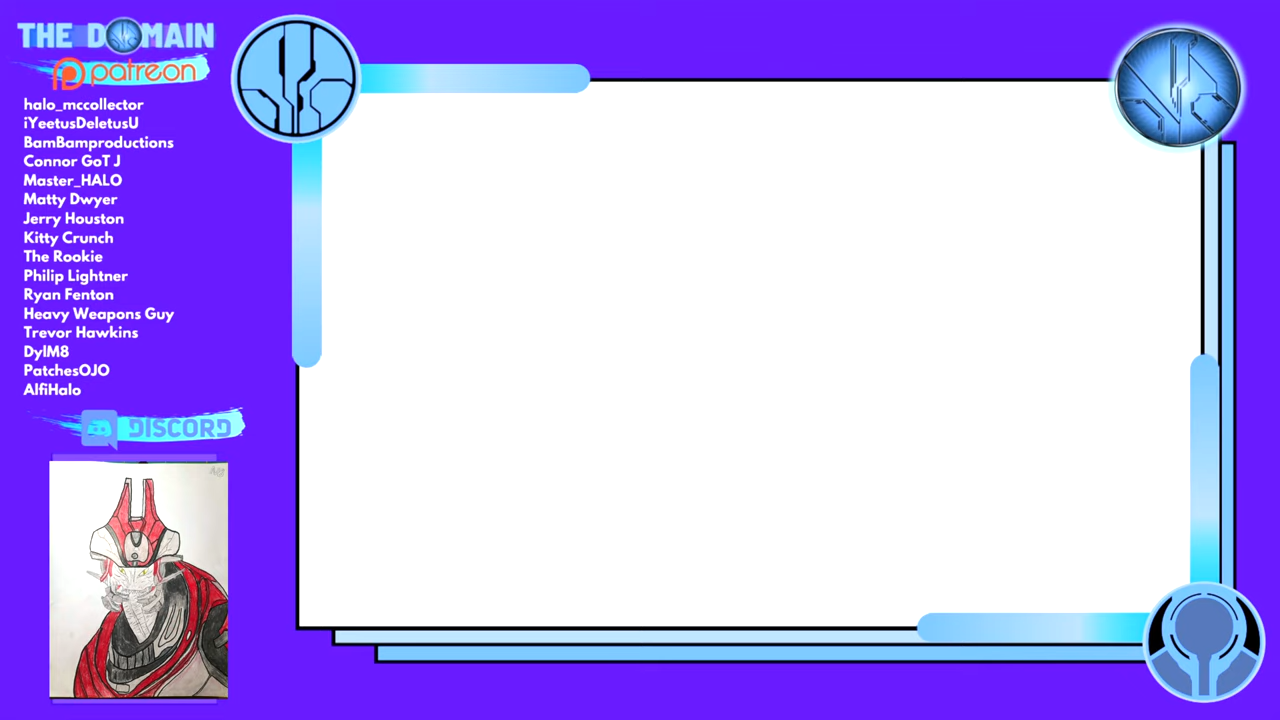 THE DOMAIN
patreon
halo_mccollector
iYeetusDeletusU
BamBamproductions
Connor GoT J
Master_HALO
Matty Dwyer
Jerry Houston
Kitty Crunch
The Rookie
Philip Lightner
Ryan Fenton
Heavy Weapons Guy
Trevor Hawkins
DylM8
PatchesOJO
AlfiHalo
DISCORD